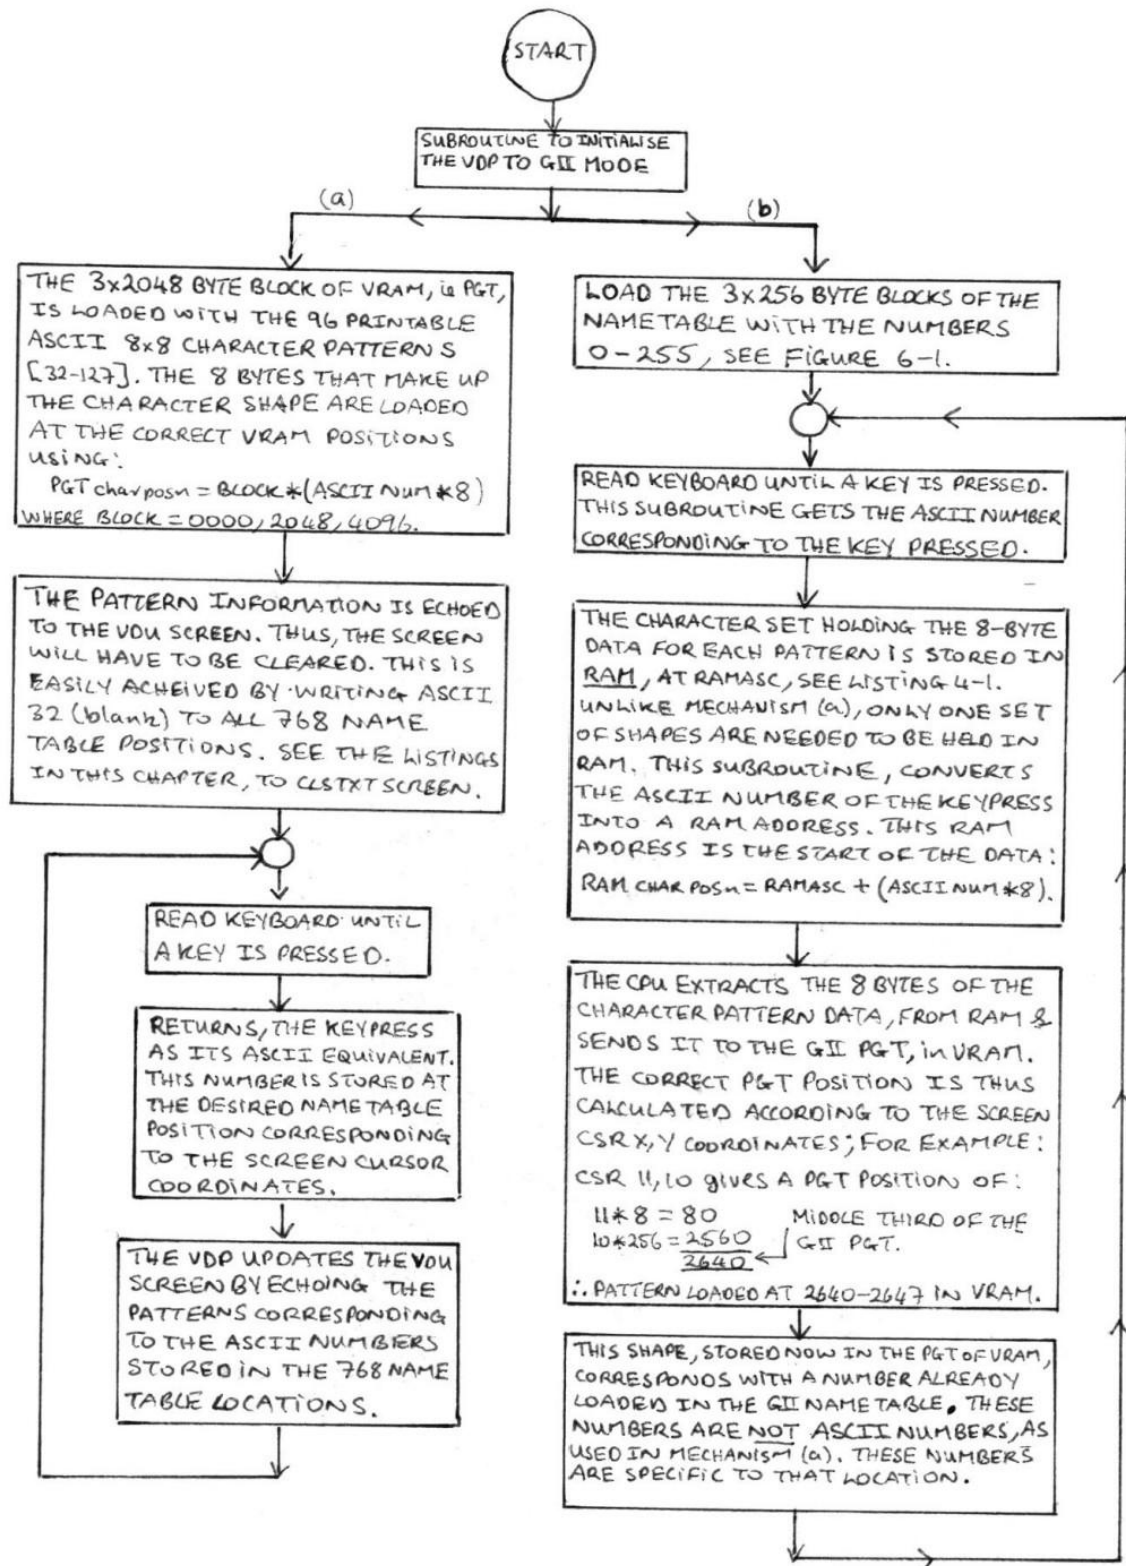 START
SUBROUTINE TO INITIALISE
THE VDP TO GII MODE
(a)
THE 3x2048 BYTE BLOCK OF VRAM, ie PGT,
IS LOADED WITH THE 96 PRINTABLE
ASCII 8x8 CHARACTER PATTERNS
[32-127]. THE 8 BYTES THAT MAKE UP
THE CHARACTER SHAPE ARE LOADED
AT THE CORRECT VRAM POSITIONS
USING:
PGT charposn = BLOCK*(ASCII NUM*8)
WHERE BLOCK = 0000, 2048, 4096.
THE PATTERN INFORMATION IS ECHOED
TO THE VDU SCREEN. THUS, THE SCREEN
WILL HAVE TO BE CLEARED. THIS IS
EASILY ACHEIVED BY WRITING ASCII
32 (blank) TO ALL 768 NAME
TABLE POSITIONS. SEE THE LISTINGS
IN THIS CHAPTER, TO CLSTXT SCREEN.
READ KEYBOARD UNTIL
A KEY IS PRESSED.
RETURNS, THE KEYPRESS
AS ITS ASCII EQUIVALENT.
THIS NUMBER IS STORED AT
THE DESIRED NAME TABLE
POSITION CORRESPONDING
TO THE SCREEN CURSOR
COORDINATES.
THE VDP UPDATES THE VDU
SCREEN BY ECHOING THE
PATTERNS CORRESPONDING
TO THE ASCII NUMBERS
STORED IN THE 768 NAME
TABLE LOCATIONS.
(b)
LOAD THE 3x256 BYTE BLOCKS OF THE
NAMETABLE WITH THE NUMBERS
0-255, SEE FIGURE 6-1.
READ KEYBOARD UNTIL A KEY IS PRESSED.
THIS SUBROUTINE GETS THE ASCII NUMBER
CORRESPONDING TO THE KEY PRESSED.
THE CHARACTER SET HOLDING THE 8-BYTE
DATA FOR EACH PATTERN IS STORED IN
RAM, AT RAMASC, SEE LISTING 4-1.
UNLIKE MECHANISM (a), ONLY ONE SET
OF SHAPES ARE NEEDED TO BE HELD IN
RAM. THIS SUBROUTINE, CONVERTS
THE ASCII NUMBER OF THE KEYPRESS
INTO A RAM ADDRESS. THIS RAM
ADDRESS IS THE START OF THE DATA:
RAM CHAR POSn = RAMASC + (ASCII NUM*8).
THE CPU EXTRACTS THE 8 BYTES OF THE
CHARACTER PATTERN DATA, FROM RAM &
SENDS IT TO THE GII PGT, in VRAM.
THE CORRECT PGT POSITION IS THUS
CALCULATED ACCORDING TO THE SCREEN
CSR X,Y COORDINATES; FOR EXAMPLE:
CSR 11,10 gives A PGT POSITION OF:
11*8 = 80 MIDDLE THIRD OF THE
10*256 = 2560 GII PGT.
2640
∴ PATTERN LOADED AT 2640-2647 IN VRAM.
THIS SHAPE, STORED NOW IN THE PGT OF VRAM,
CORRESPONDS WITH A NUMBER ALREADY
LOADED IN THE GII NAME TABLE. THESE
NUMBERS ARE NOT ASCII NUMBERS, AS
USED IN MECHANISM (a). THESE NUMBERS
ARE SPECIFIC TO THAT LOCATION.